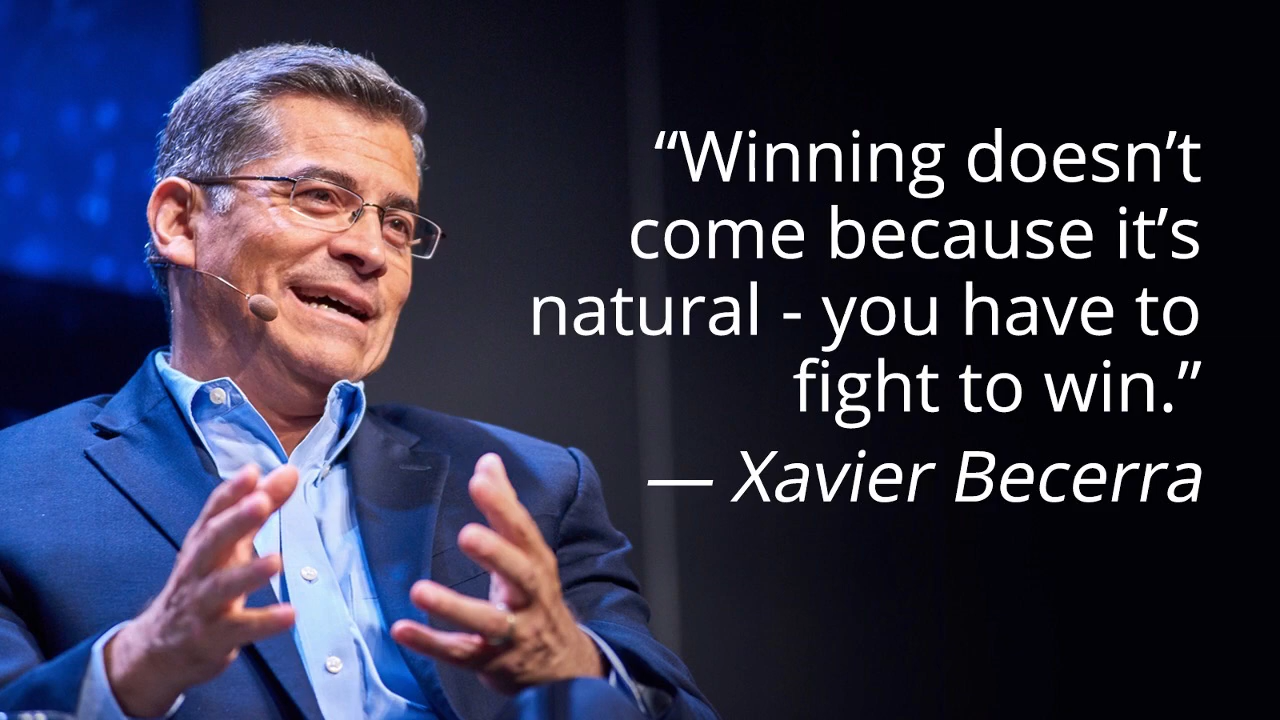 “Winning doesn’t
come because it’s
natural - you have to
fight to win.”
— Xavier Becerra